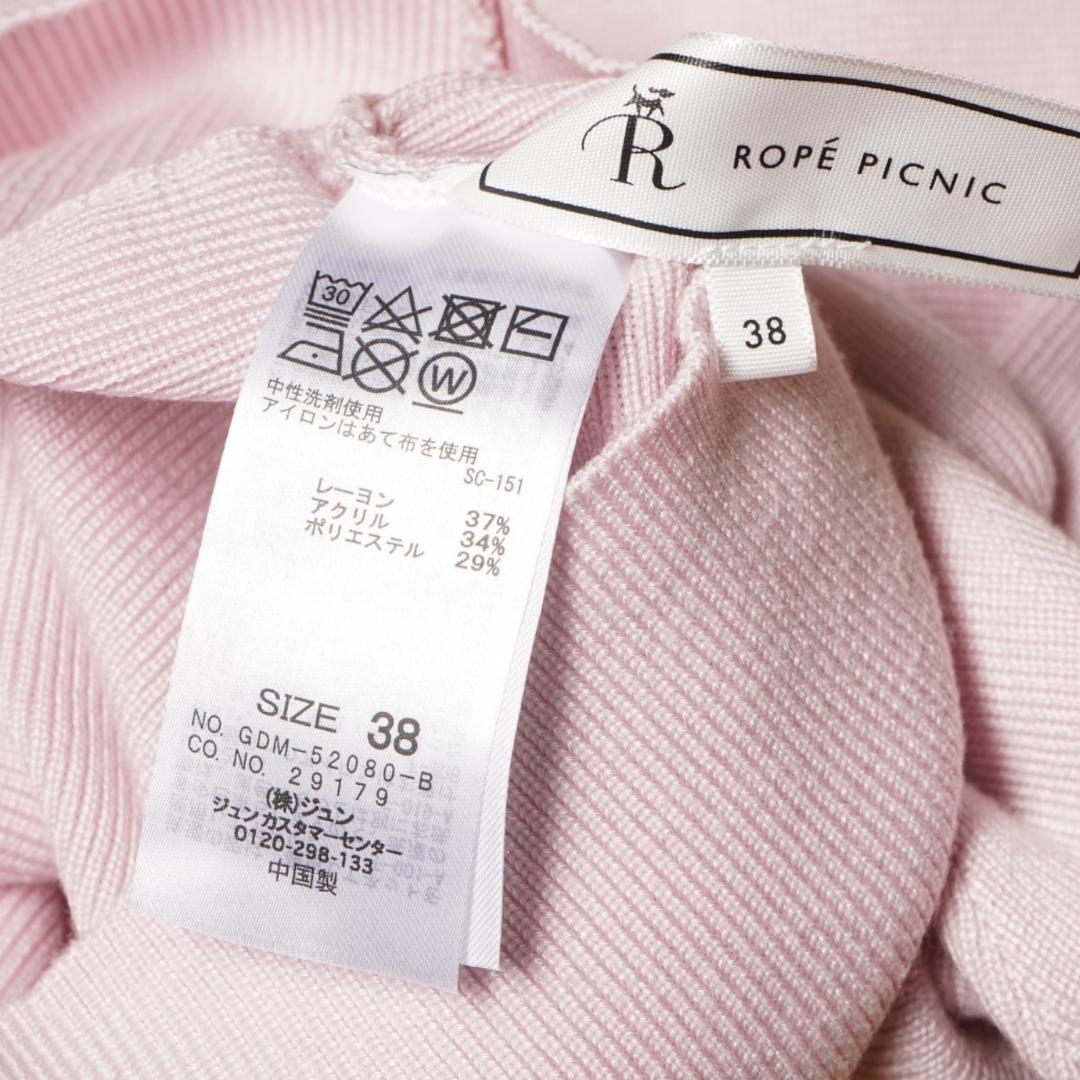 R
ROPÉ PICNIC
38
30
W
中性洗剤使用
アイロンはあて布を使用
SC-151
レーヨン 37%
アクリル 34%
ポリエステル 29%
SIZE 38
NO. GDM-52080-B
CO. NO. 29179
(株)ジュン
ジュンカスタマーセンター
0120-298-133
中国製